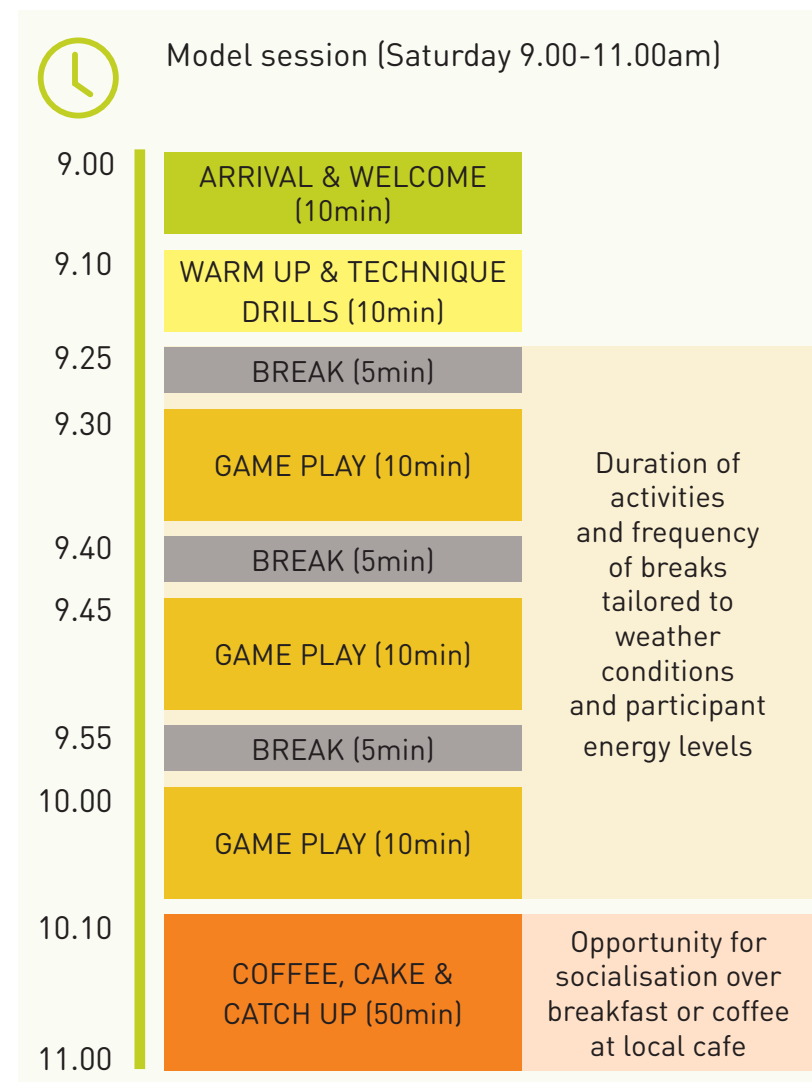 Model session (Saturday 9.00-11.00am)
9.00
ARRIVAL & WELCOME
(10min)
9.10
WARM UP & TECHNIQUE
DRILLS (10min)
9.25
BREAK (5min)
9.30
GAME PLAY (10min)
9.40
BREAK (5min)
9.45
GAME PLAY (10min)
9.55
BREAK (5min)
10.00
GAME PLAY (10min)
Duration of
activities
and frequency
of breaks
tailored to
weather
conditions
and participant
energy levels
10.10
COFFEE, CAKE &
CATCH UP (50min)
11.00
Opportunity for
socialisation over
breakfast or coffee
at local cafe